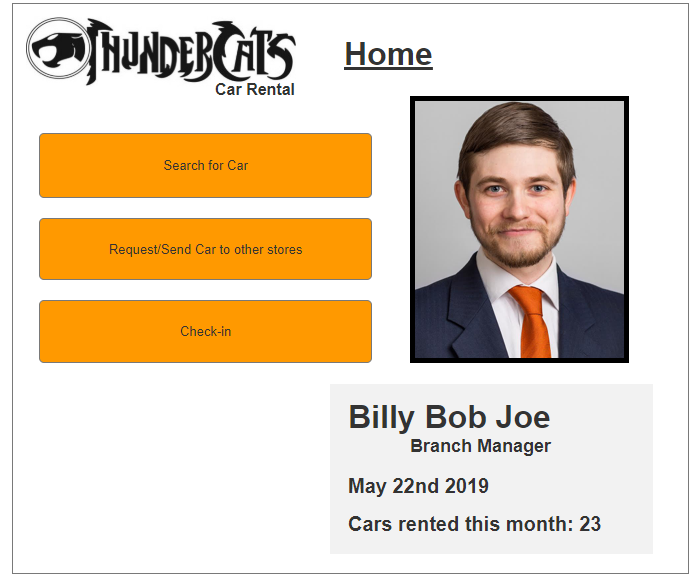 THUNDERCATS
Car Rental
Home
Search for Car
Request/Send Car to other stores
Check-in
Billy Bob Joe
Branch Manager
May 22nd 2019
Cars rented this month: 23